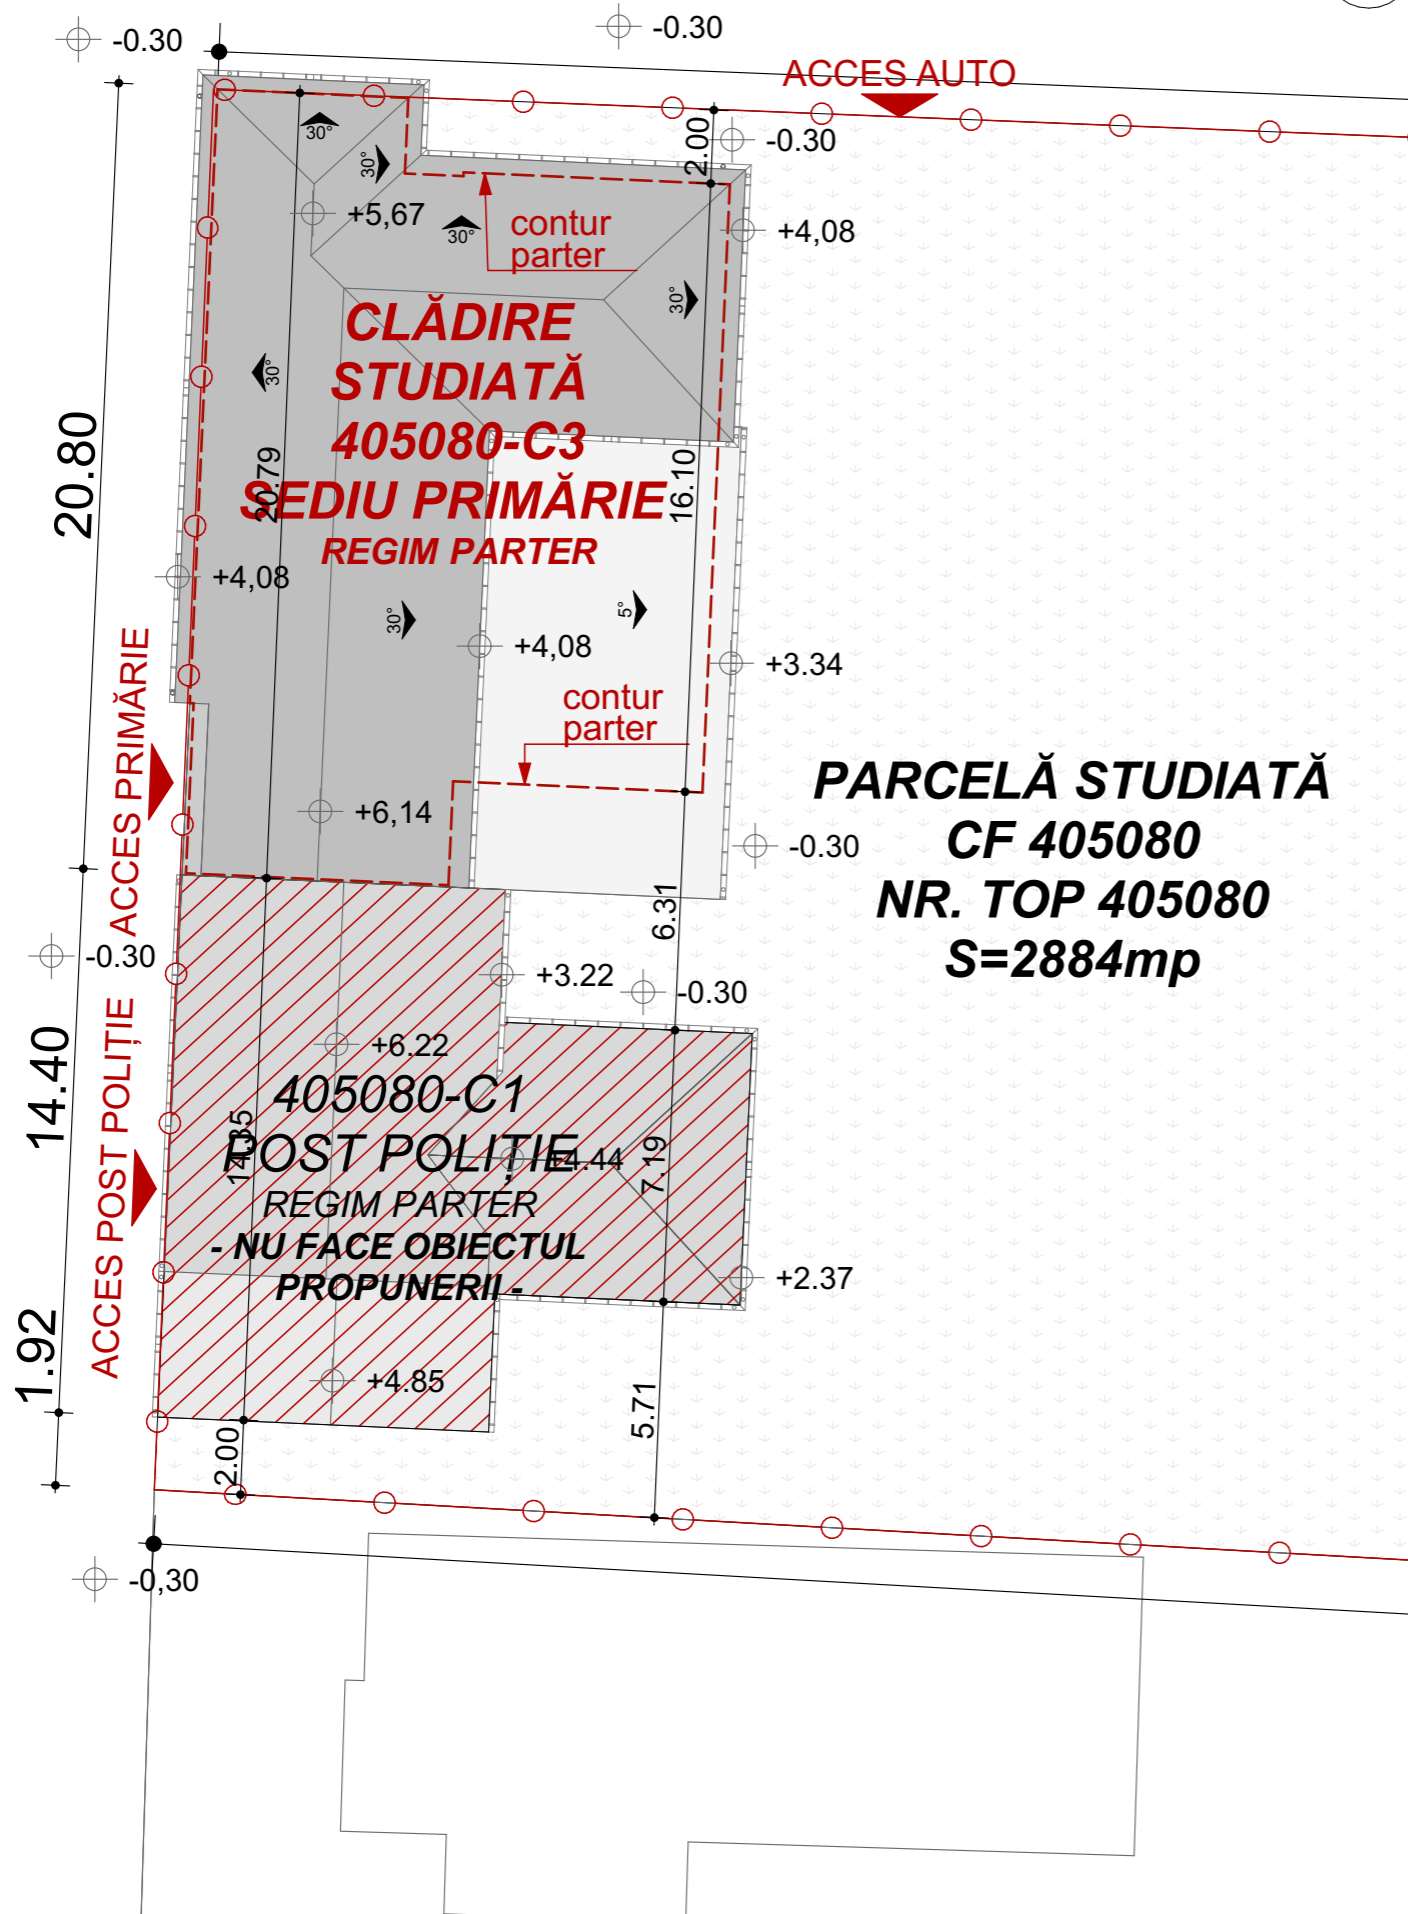 -0.30
-0.30
ACCES AUTO
2.00
-0.30
30°
30°
+5,67
30°
contur
parter
+4,08
30°
CLĂDIRE
STUDIATĂ
405080-C3
SEDIU PRIMĂRIE
REGIM PARTER
30°
20.80
20.79
16.10
+4,08
30°
5°
+4,08
+3.34
contur
parter
ACCES PRIMĂRIE
+6,14
-0.30
PARCELĂ STUDIATĂ
CF 405080
NR. TOP 405080
S=2884mp
6.31
-0.30
+3.22
-0.30
14.40
ACCES POST POLIȚIE
+6.22
405080-C1
POST POLIȚIE
+4.44
14.35
7.19
REGIM PARTER
- NU FACE OBIECTUL
PROPUNERII -
+2.37
1.92
+4.85
5.71
2.00
-0,30